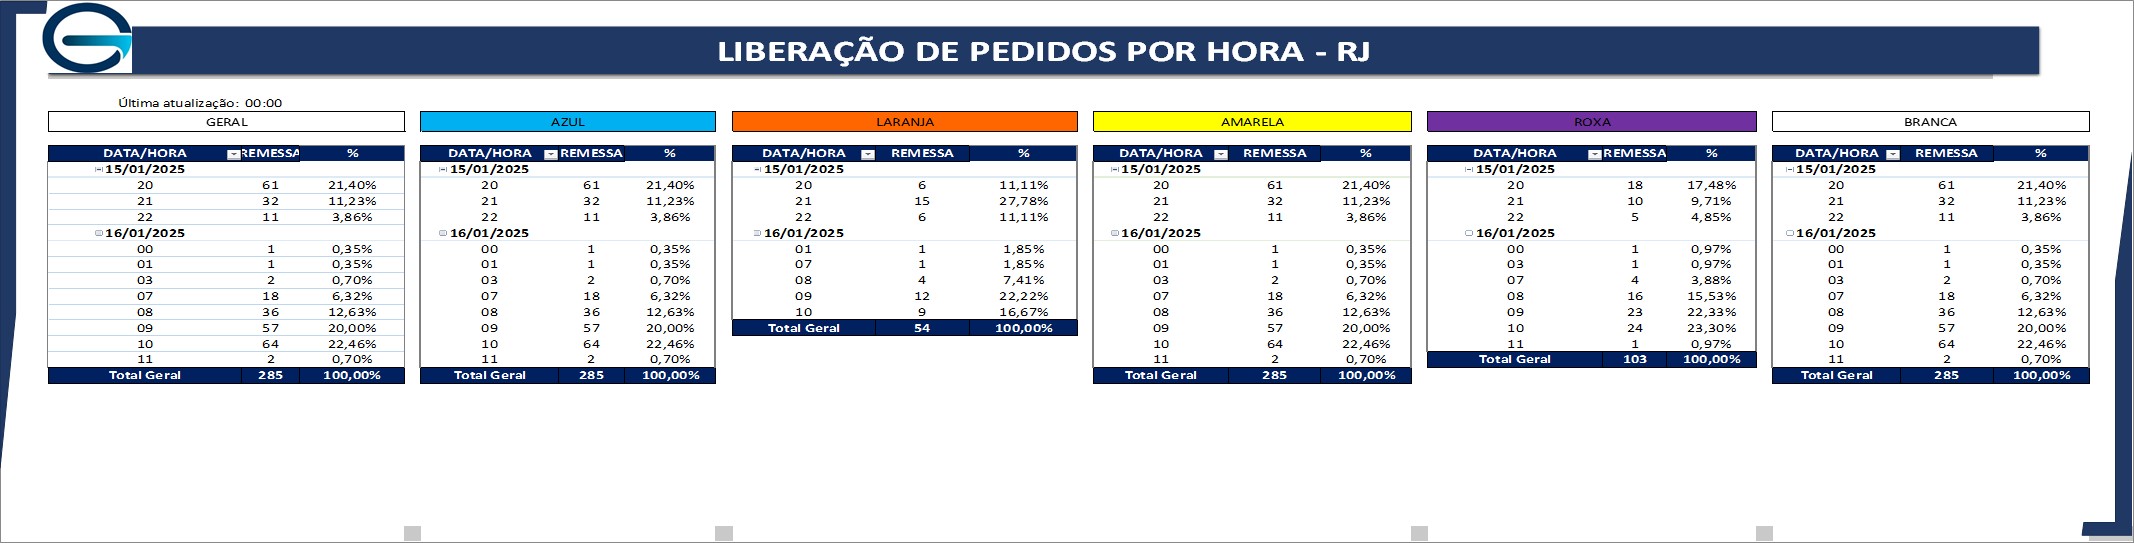 LIBERAÇÃO DE PEDIDOS POR HORA - RJ
Última atualização: 00:00
GERAL
DATA/HORA REMESSA %
15/01/2025
20 61 21,40%
21 32 11,23%
22 11 3,86%
16/01/2025
00 1 0,35%
01 1 0,35%
03 2 0,70%
07 18 6,32%
08 36 12,63%
09 57 20,00%
10 64 22,46%
11 2 0,70%
Total Geral 285 100,00%
AZUL
DATA/HORA REMESSA %
15/01/2025
20 61 21,40%
21 32 11,23%
22 11 3,86%
16/01/2025
00 1 0,35%
01 1 0,35%
03 2 0,70%
07 18 6,32%
08 36 12,63%
09 57 20,00%
10 64 22,46%
11 2 0,70%
Total Geral 285 100,00%
LARANJA
DATA/HORA REMESSA %
15/01/2025
20 6 11,11%
21 15 27,78%
22 6 11,11%
16/01/2025
01 1 1,85%
07 1 1,85%
08 4 7,41%
09 12 22,22%
10 9 16,67%
Total Geral 54 100,00%
AMARELA
DATA/HORA REMESSA %
15/01/2025
20 61 21,40%
21 32 11,23%
22 11 3,86%
16/01/2025
00 1 0,35%
01 1 0,35%
03 2 0,70%
07 18 6,32%
08 36 12,63%
09 57 20,00%
10 64 22,46%
11 2 0,70%
Total Geral 285 100,00%
ROXA
DATA/HORA REMESSA %
15/01/2025
20 18 17,48%
21 10 9,71%
22 5 4,85%
16/01/2025
00 1 0,97%
03 1 0,97%
07 4 3,88%
08 16 15,53%
09 23 22,33%
10 24 23,30%
11 1 0,97%
Total Geral 103 100,00%
BRANCA
DATA/HORA REMESSA %
15/01/2025
20 61 21,40%
21 32 11,23%
22 11 3,86%
16/01/2025
00 1 0,35%
01 1 0,35%
03 2 0,70%
07 18 6,32%
08 36 12,63%
09 57 20,00%
10 64 22,46%
11 2 0,70%
Total Geral 285 100,00%